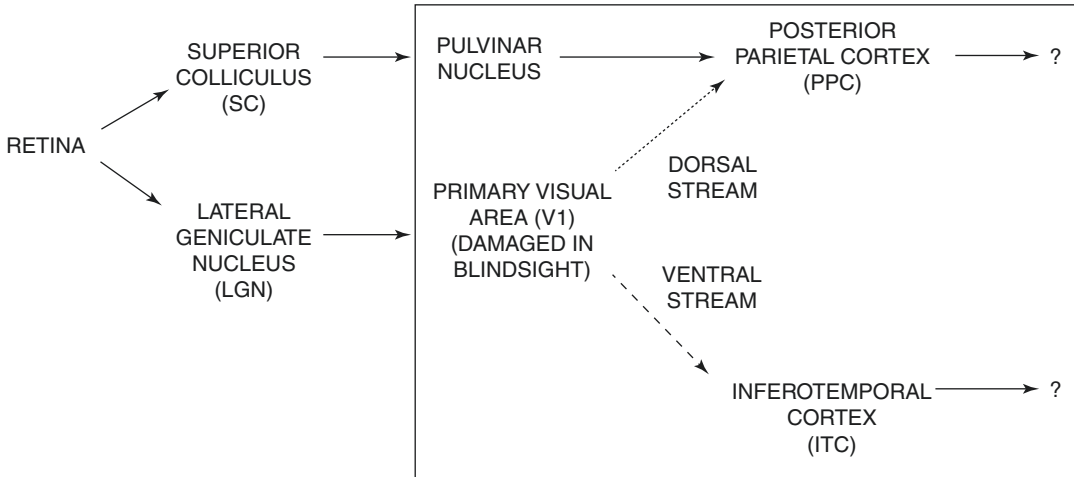 RETINA
SUPERIOR
COLLICULUS
(SC)
LATERAL
GENICULATE
NUCLEUS
(LGN)
PULVINAR
NUCLEUS
PRIMARY VISUAL
AREA (V1)
(DAMAGED IN
BLINDSIGHT)
DORSAL
STREAM
VENTRAL
STREAM
POSTERIOR
PARIETAL CORTEX
(PPC)
?
INFEROTEMPORAL
CORTEX
(ITC)
?